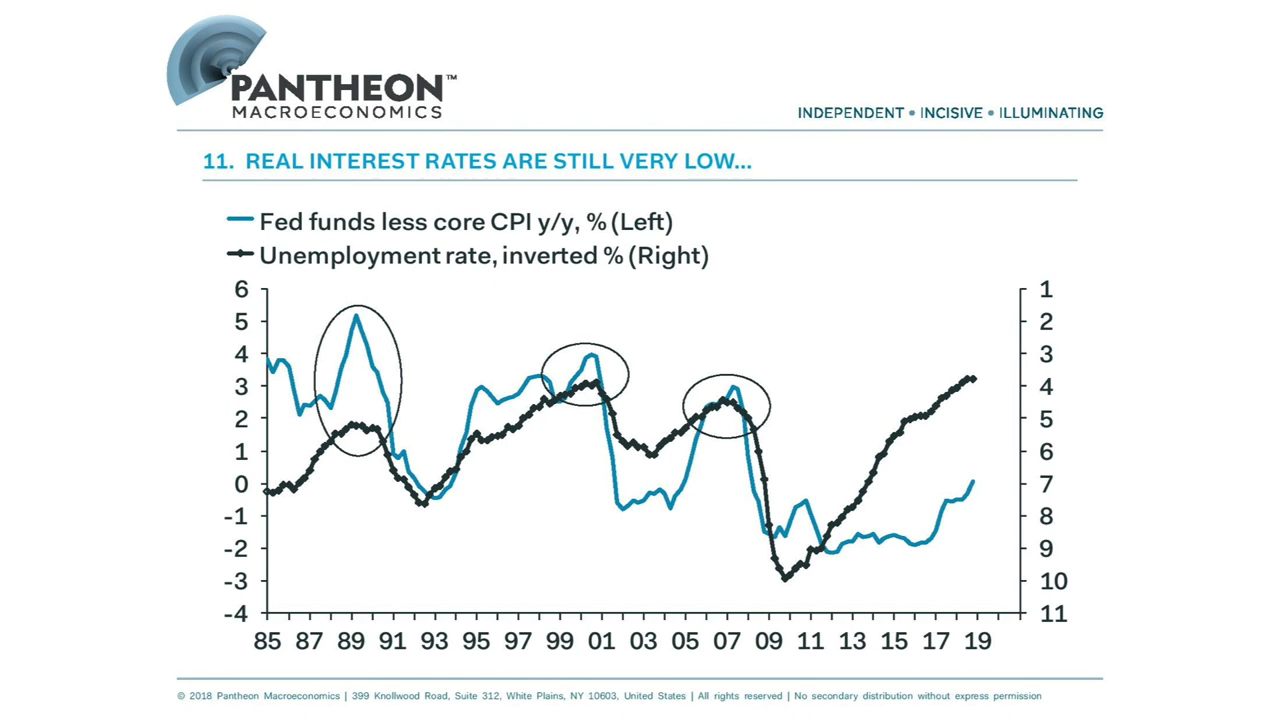 PANTHEON™
MACROECONOMICS
INDEPENDENT • INCISIVE • ILLUMINATING
11. REAL INTEREST RATES ARE STILL VERY LOW...
Fed funds less core CPI y/y, % (Left)
Unemployment rate, inverted % (Right)
6 1
5 2
4 3
3 4
2 5
1 6
0 7
-1 8
-2 9
-3 10
-4 11
85 87 89 91 93 95 97 99 01 03 05 07 09 11 13 15 17 19
© 2018 Pantheon Macroeconomics | 399 Knollwood Road, Suite 312, White Plains, NY 10603, United States | All rights reserved | No secondary distribution without express permission